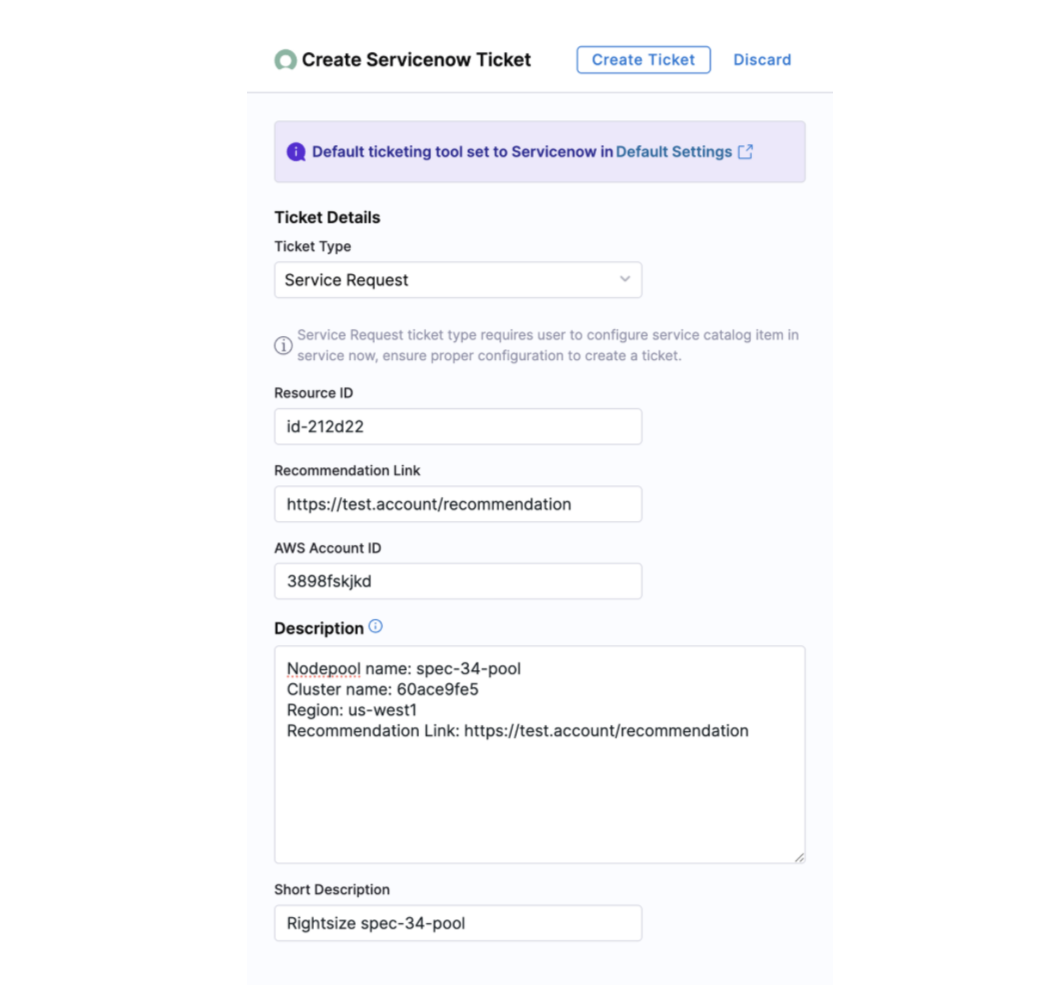 Create Servicenow Ticket
Create Ticket
Discard
Default ticketing tool set to Servicenow in Default Settings
Ticket Details
Ticket Type
Service Request
Service Request ticket type requires user to configure service catalog item in
service now, ensure proper configuration to create a ticket.
Resource ID
id-212d22
Recommendation Link
https://test.account/recommendation
AWS Account ID
3898fskjkd
Description
Nodepool name: spec-34-pool
Cluster name: 60ace9fe5
Region: us-west1
Recommendation Link: https://test.account/recommendation
Short Description
Rightsize spec-34-pool